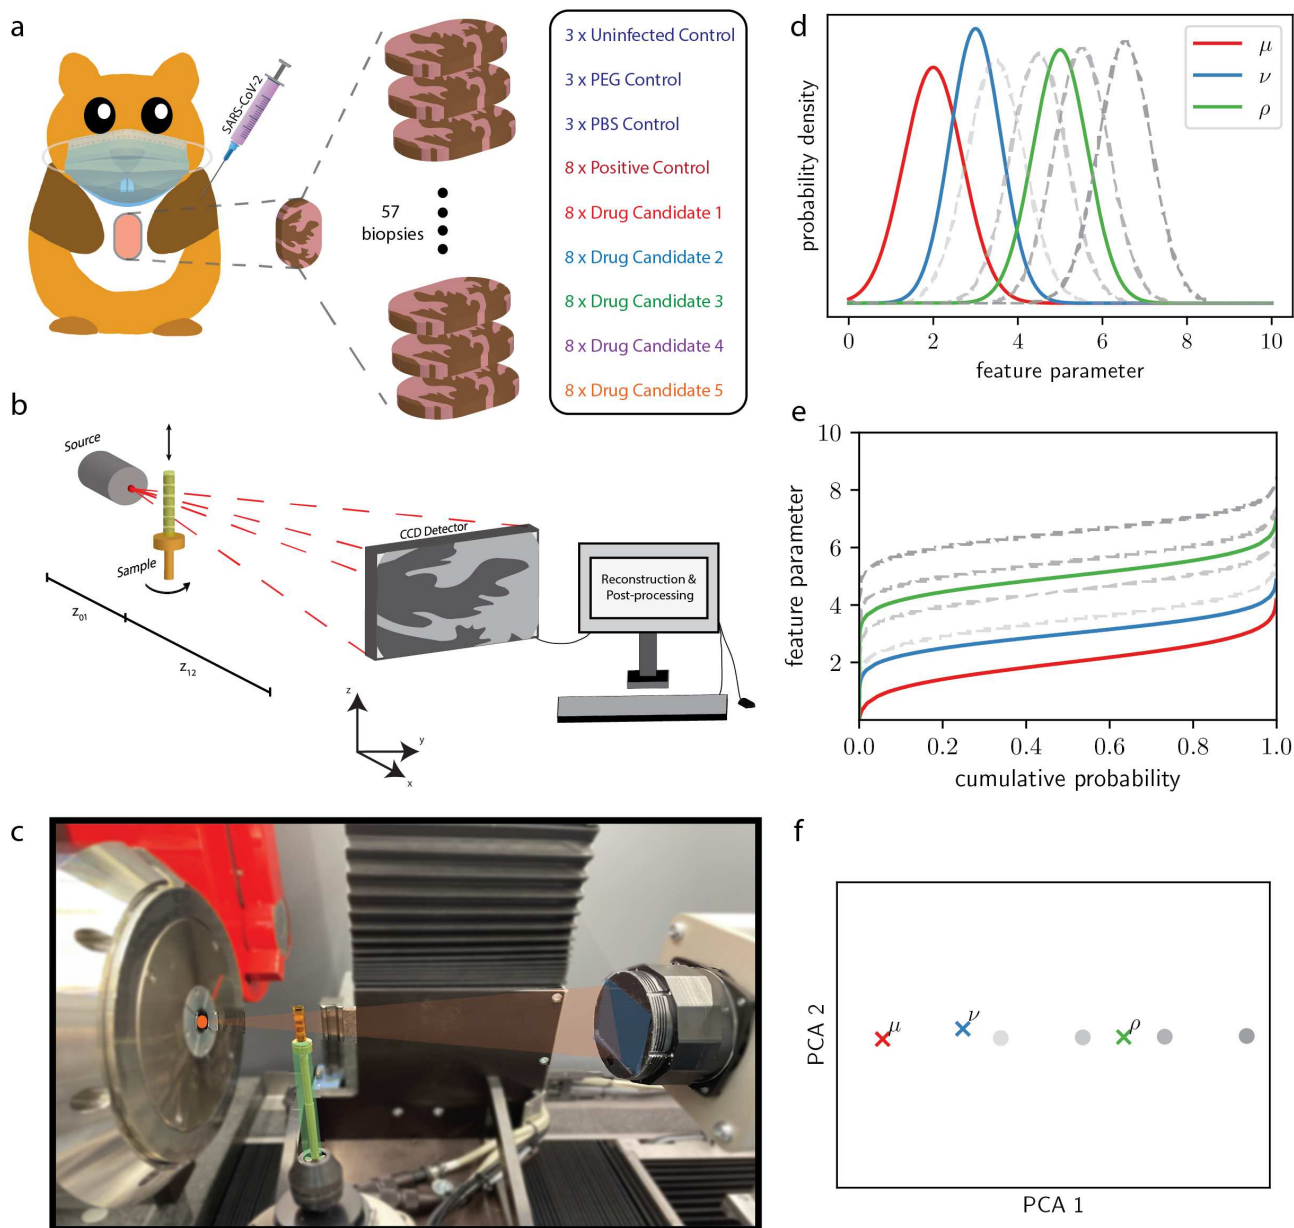 a
SARS-CoV-2
57
biopsies
3 x Uninfected Control
3 x PEG Control
3 x PBS Control
8 x Positive Control
8 x Drug Candidate 1
8 x Drug Candidate 2
8 x Drug Candidate 3
8 x Drug Candidate 4
8 x Drug Candidate 5
b
Source
Sample
z01
z12
CCD Detector
Reconstruction &
Post-processing
z
y
x
c
d
probability density
μ
ν
ρ
0 2 4 6 8 10
feature parameter
e
feature parameter
10
8
6
4
2
0.0 0.2 0.4 0.6 0.8 1.0
cumulative probability
f
PCA 2
μ
ν
ρ
PCA 1